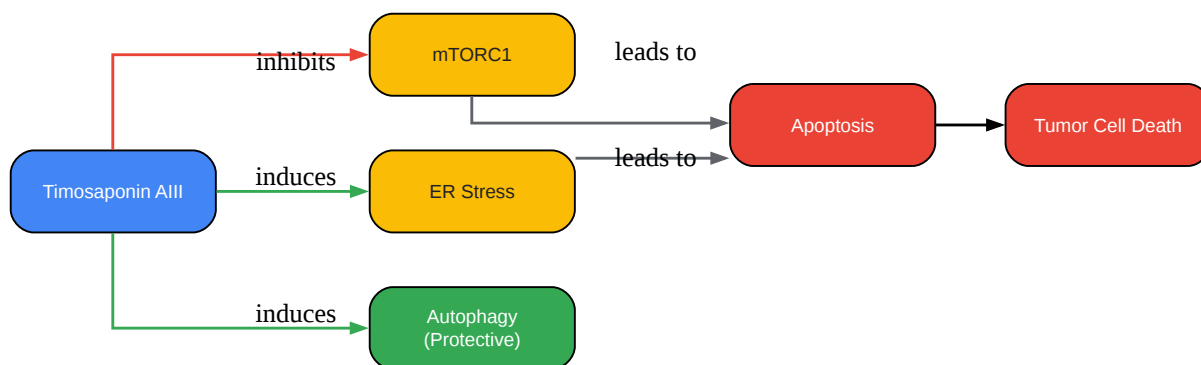 inhibits
mTORC1
leads to
Apoptosis
Tumor Cell Death
leads to
Timosaponin AIII
induces
ER Stress
induces
Autophagy
(Protective)